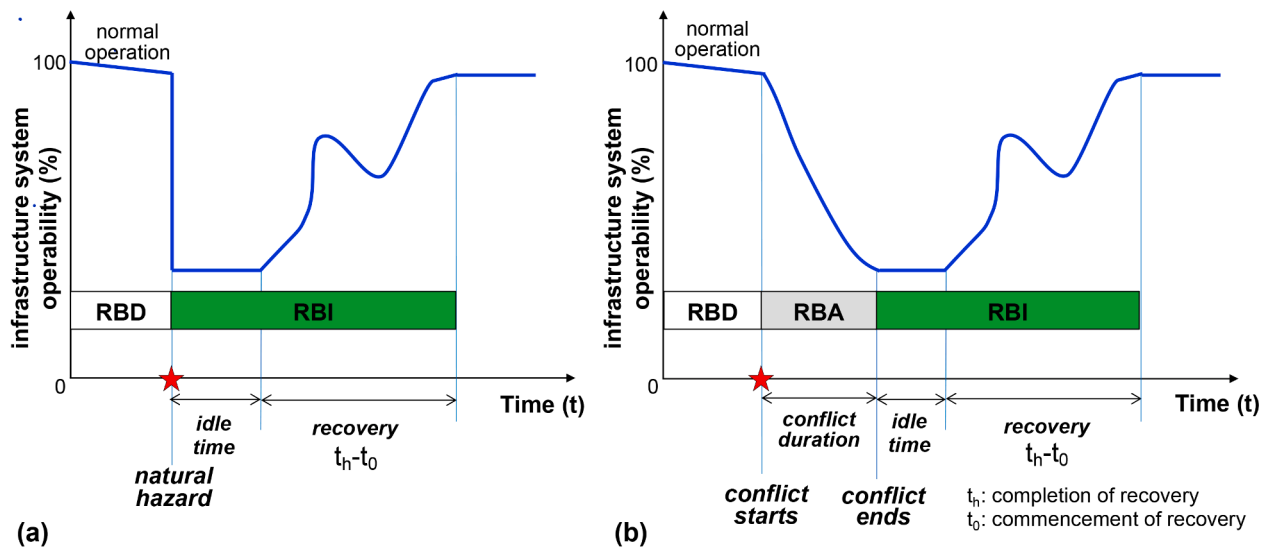 normal
operation
100
infrastructure system
operability (%)
RBD
RBI
0
Time (t)
idle
time
recovery
th-t0
natural
hazard
(a)
normal
operation
100
infrastructure system
operability (%)
RBD
RBA
RBI
0
Time (t)
conflict
duration
idle
time
recovery
th-t0
conflict
starts
conflict
ends
th: completion of recovery
t0: commencement of recovery
(b)